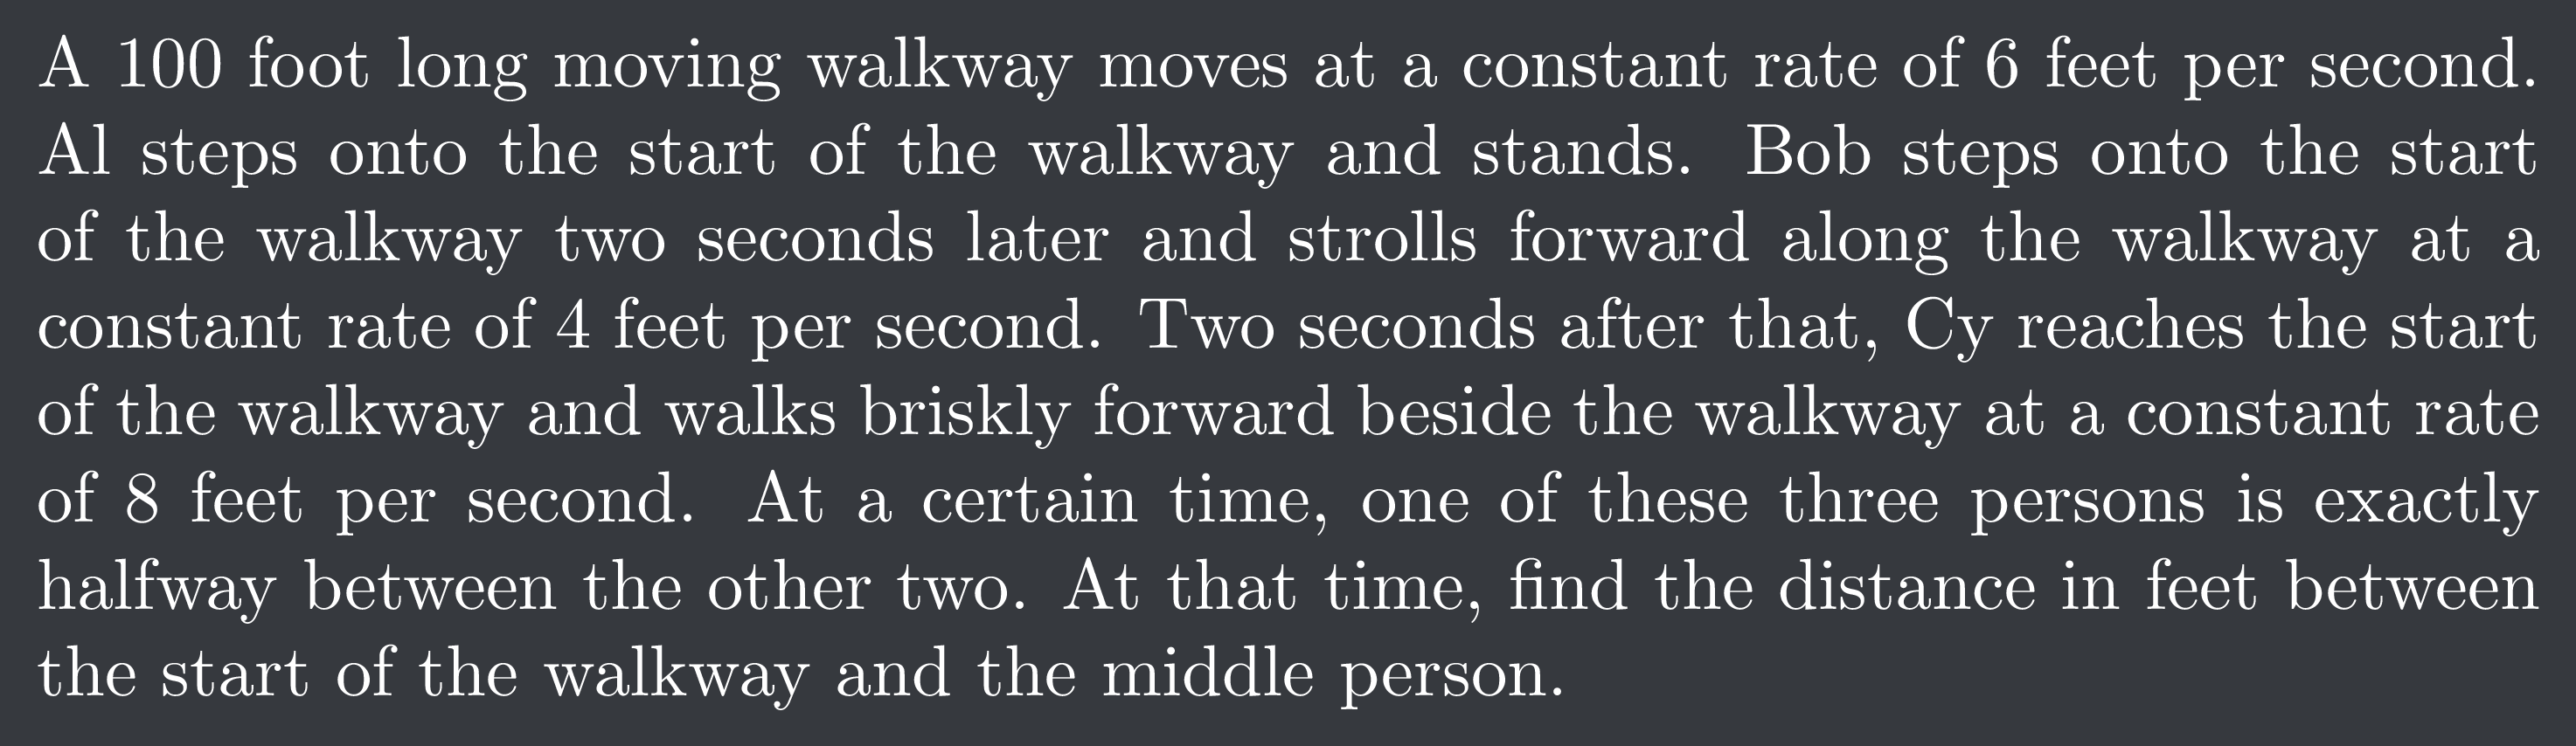 A 100 foot long moving walkway moves at a constant rate of 6 feet per second.
Al steps onto the start of the walkway and stands. Bob steps onto the start
of the walkway two seconds later and strolls forward along the walkway at a
constant rate of 4 feet per second. Two seconds after that, Cy reaches the start
of the walkway and walks briskly forward beside the walkway at a constant rate
of 8 feet per second. At a certain time, one of these three persons is exactly
halfway between the other two. At that time, find the distance in feet between
the start of the walkway and the middle person.